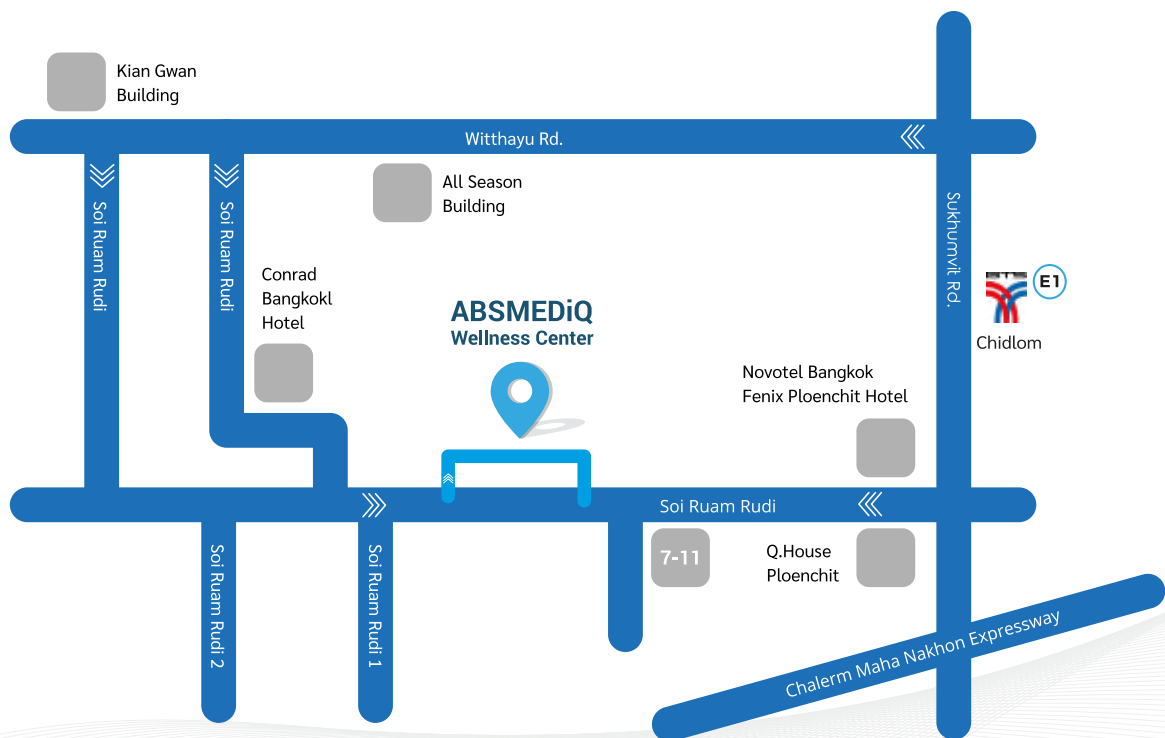 Kian Gwan
Building
Witthayu Rd.
All Season
Building
Soi Ruam Rudi
Soi Ruam Rudi
Sukhumvit Rd.
Conrad
Bangkokl
Hotel
ABSMEDiQ
Wellness Center
E1
Chidlom
Novotel Bangkok
Fenix Ploenchit Hotel
Soi Ruam Rudi
7-11
Q.House
Ploenchit
Soi Ruam Rudi 2
Soi Ruam Rudi 1
Chalerm Maha Nakhon Expressway